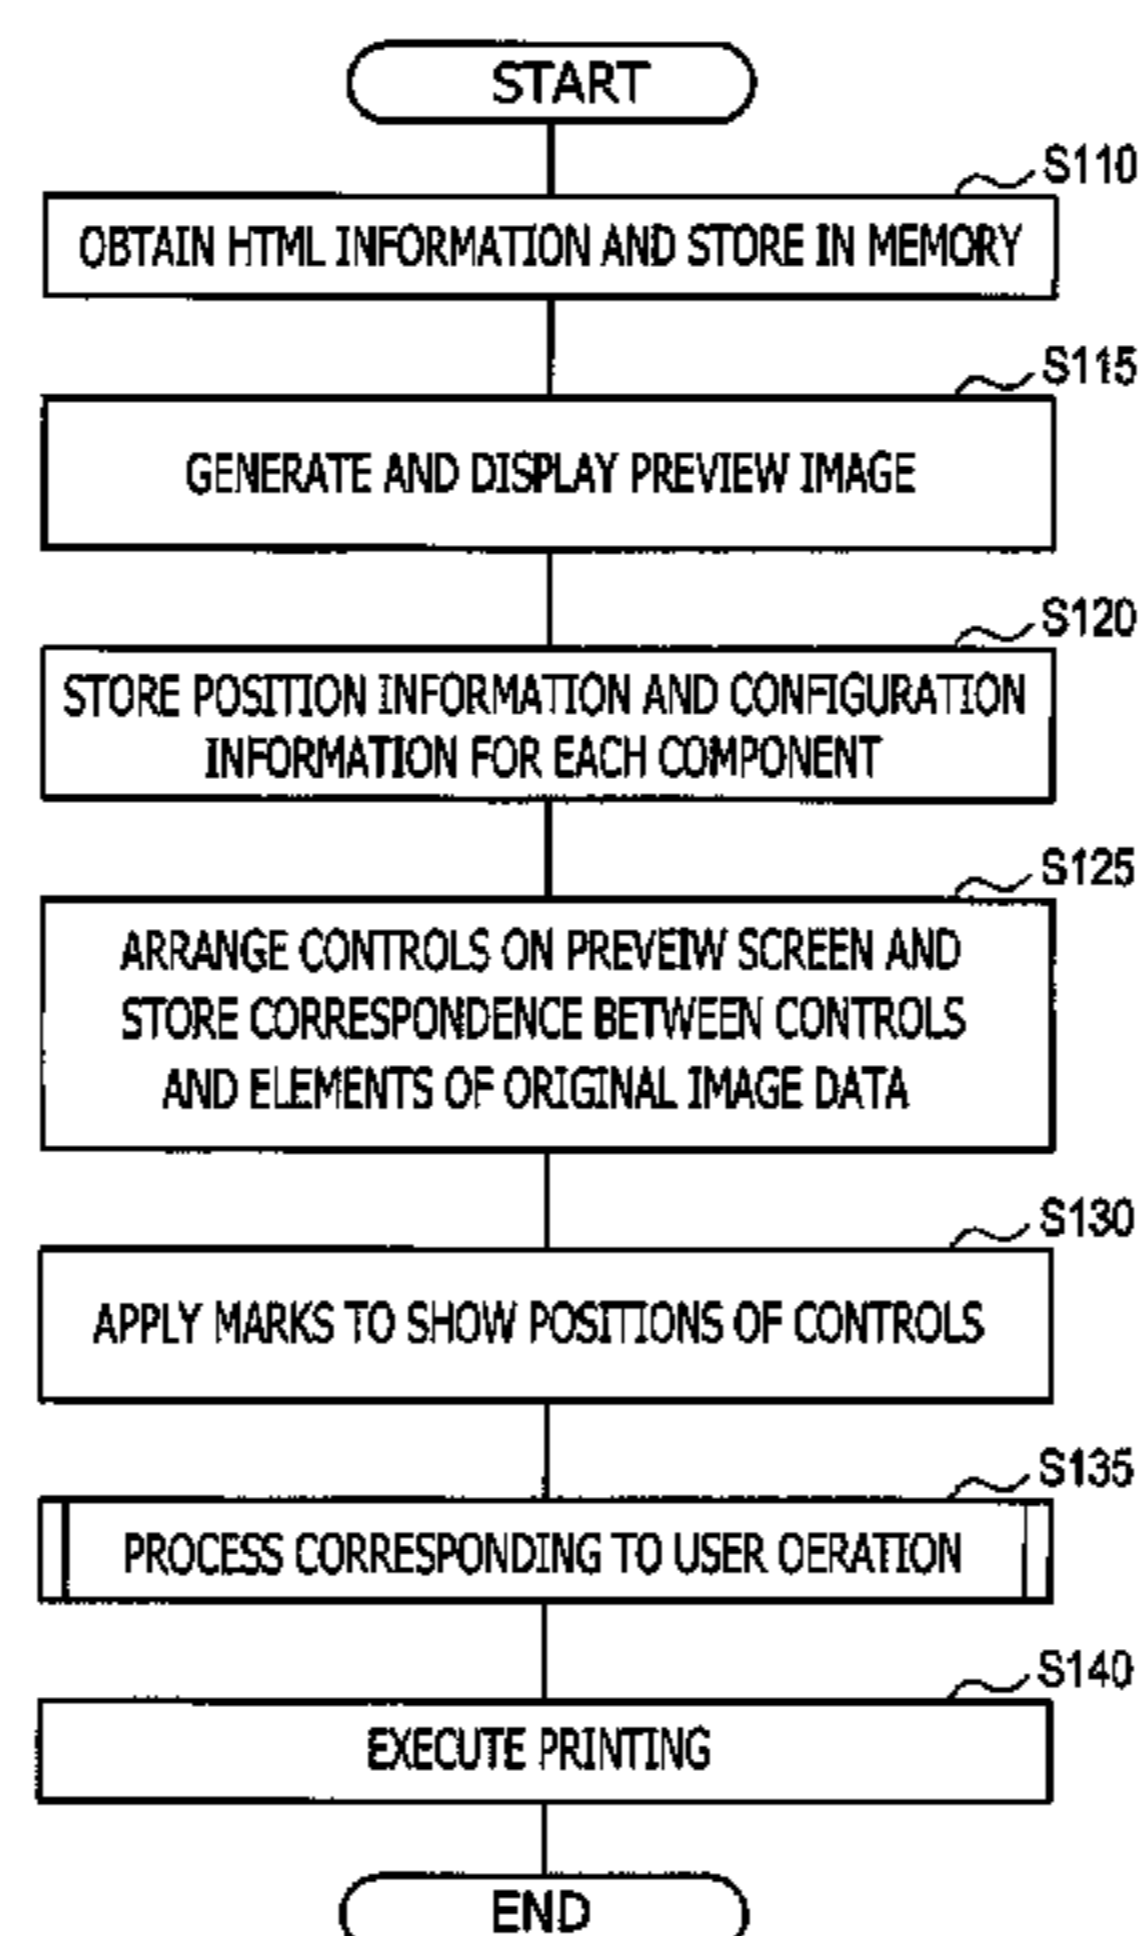 START
S110
OBTAIN HTML INFORMATION AND STORE IN MEMORY
S115
GENERATE AND DISPLAY PREVIEW IMAGE
S120
STORE POSITION INFORMATION AND CONFIGURATION
INFORMATION FOR EACH COMPONENT
S125
ARRANGE CONTROLS ON PREVEIW SCREEN AND
STORE CORRESPONDENCE BETWEEN CONTROLS
AND ELEMENTS OF ORIGINAL IMAGE DATA
S130
APPLY MARKS TO SHOW POSITIONS OF CONTROLS
S135
PROCESS CORRESPONDING TO USER OERATION
S140
EXECUTE PRINTING
END